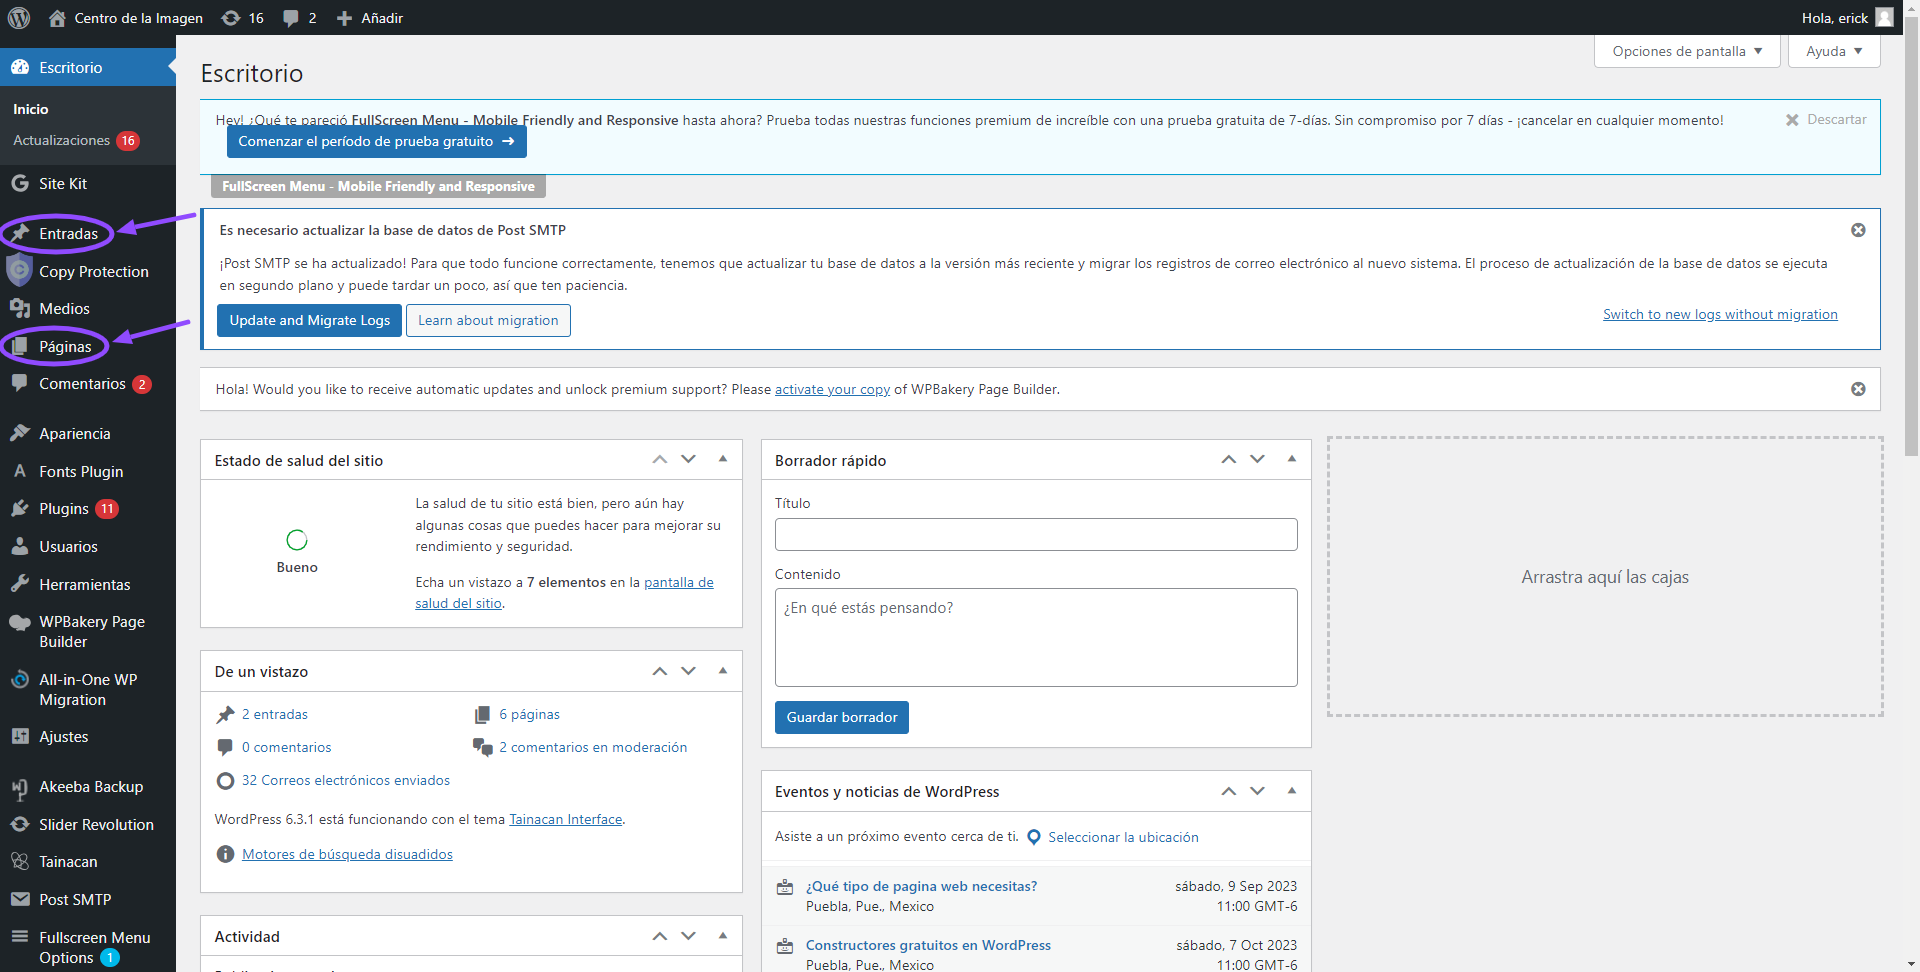 Centro de la Imagen
16
2
Añadir
Hola, erick
Escritorio
Inicio
Actualizaciones 16
Site Kit
Entradas
Copy Protection
Medios
Páginas
Comentarios 2
Apariencia
Fonts Plugin
Plugins 11
Usuarios
Herramientas
WPBakery Page
Builder
All-in-One WP
Migration
Ajustes
Akeeba Backup
Slider Revolution
Tainacan
Post SMTP
Fullscreen Menu
Options 1
Opciones de pantalla
Ayuda
Escritorio
Hey! ¿Qué te pareció FullScreen Menu - Mobile Friendly and Responsive hasta ahora? Prueba todas nuestras funciones premium de increíble con una prueba gratuita de 7-días. Sin compromiso por 7 días - ¡cancelar en cualquier momento!
Descartar
Comenzar el período de prueba gratuito →
FullScreen Menu - Mobile Friendly and Responsive
Es necesario actualizar la base de datos de Post SMTP
¡Post SMTP se ha actualizado! Para que todo funcione correctamente, tenemos que actualizar tu base de datos a la versión más reciente y migrar los registros de correo electrónico al nuevo sistema. El proceso de actualización de la base de datos se ejecuta
en segundo plano y puede tardar un poco, así que ten paciencia.
Update and Migrate Logs
Learn about migration
Switch to new logs without migration
Hola! Would you like to receive automatic updates and unlock premium support? Please activate your copy of WPBakery Page Builder.
Estado de salud del sitio
Bueno
La salud de tu sitio está bien, pero aún hay
algunas cosas que puedes hacer para mejorar su
rendimiento y seguridad.
Echa un vistazo a 7 elementos en la pantalla de
salud del sitio.
De un vistazo
2 entradas
6 páginas
0 comentarios
2 comentarios en moderación
32 Correos electrónicos enviados
WordPress 6.3.1 está funcionando con el tema Tainacan Interface.
Motores de búsqueda disuadidos
Actividad
Borrador rápido
Título
Contenido
¿En qué estás pensando?
Guardar borrador
Eventos y noticias de WordPress
Asiste a un próximo evento cerca de ti.
Seleccionar la ubicación
¿Qué tipo de pagina web necesitas?
sábado, 9 Sep 2023
Puebla, Pue., Mexico
11:00 GMT-6
Constructores gratuitos en WordPress
sábado, 7 Oct 2023
Puebla, Pue., Mexico
11:00 GMT-6
Arrastra aquí las cajas